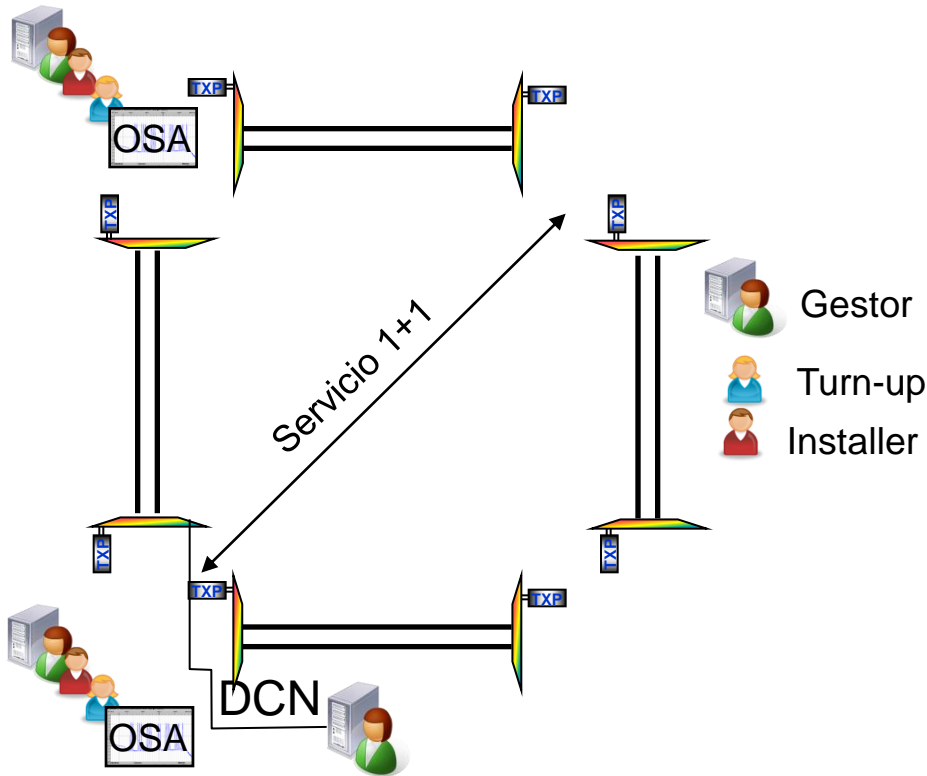 TXP
TXP
OSA
TXP
TXP
Gestor
Servicio 1+1
Turn-up
Installer
TXP
TXP
TXP
TXP
DCN
OSA